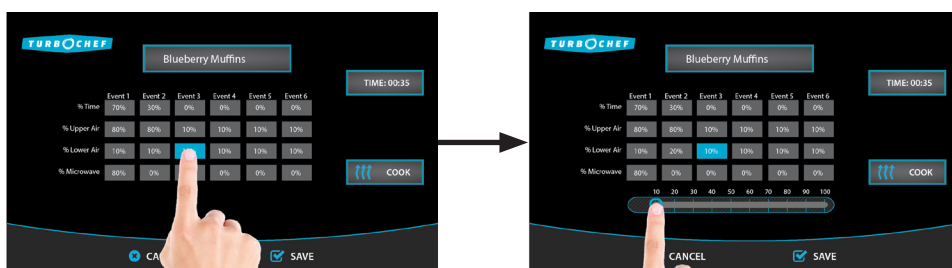 TURBOCHEF
Blueberry Muffins
TIME: 00:35
Event 1 Event 2 Event 3 Event 4 Event 5 Event 6
% Time 70% 30% 0% 0% 0% 0%
% Upper Air 80% 80% 10% 10% 10% 10%
% Lower Air 10% 10% 10% 10% 10%
% Microwave 80% 0% 0% 0% 0%
COOK
SAVE
TURBOCHEF
Blueberry Muffins
TIME: 00:35
Event 1 Event 2 Event 3 Event 4 Event 5 Event 6
% Time 70% 30% 0% 0% 0% 0%
% Upper Air 80% 80% 10% 10% 10% 10%
% Lower Air 10% 20% 10% 10% 10% 10%
% Microwave 80% 0% 0% 0% 0% 0%
COOK
10 20 30 40 50 60 70 80 90 100
CANCEL SAVE